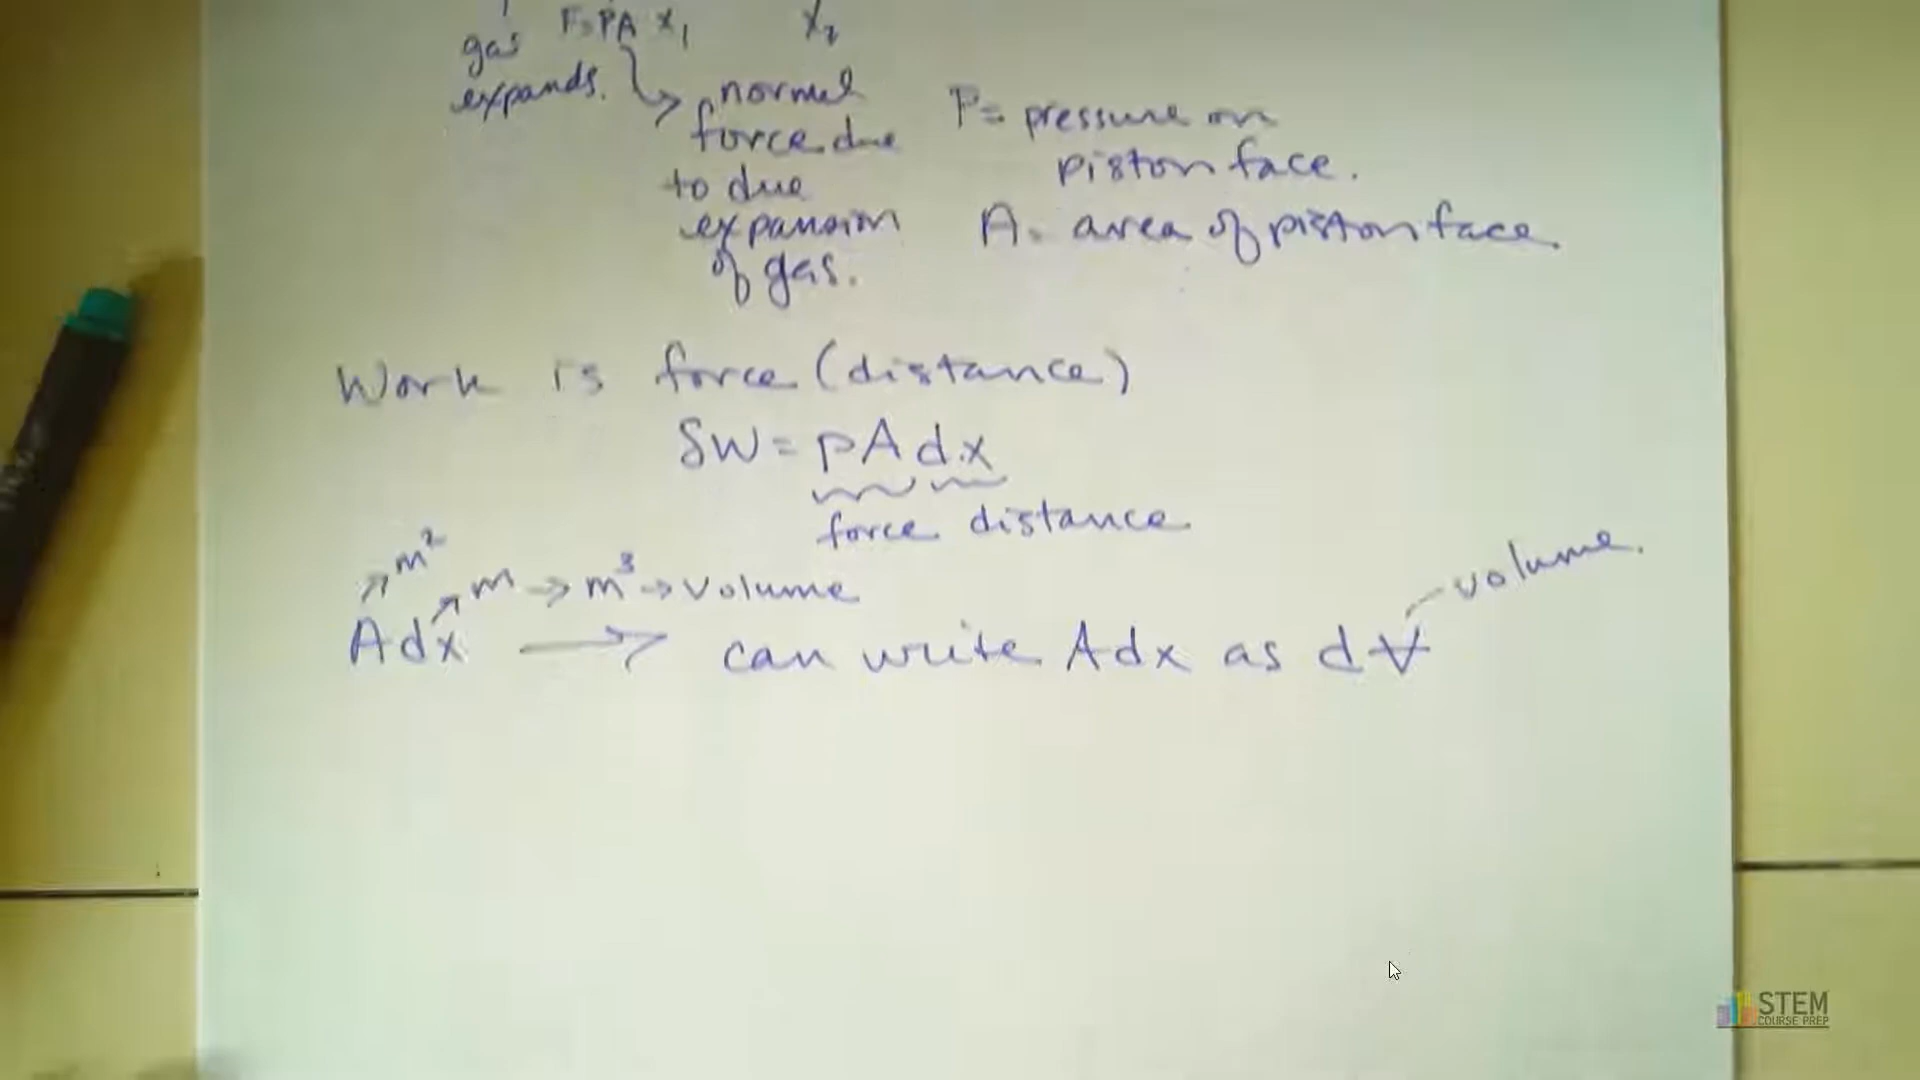 gas F=PA x₁ x₂
expands.
normal
force due
to due
expansion
of gas.
P= pressure on
piston face.
A= area of piston face.
Work is force (distance)
δW = pAdx
force distance
m²
m → m³ → volume
volume.
Adx → can write Adx as dV
STEM
COURSE PREP